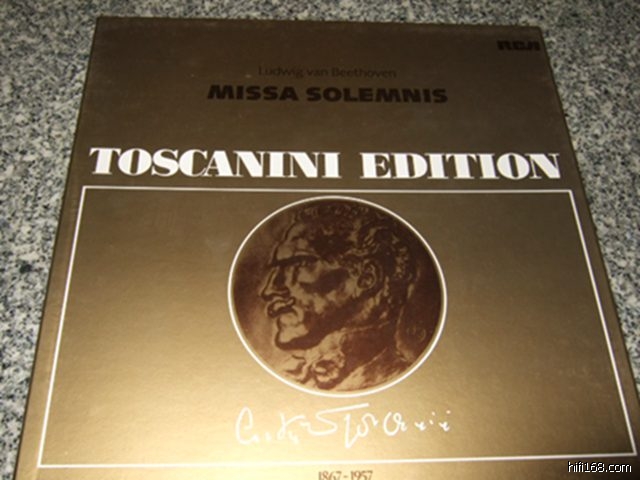 RCA
Ludwig van Beethoven
MISSA SOLEMNIS
TOSCANINI EDITION
1867-1957
hifi168.com